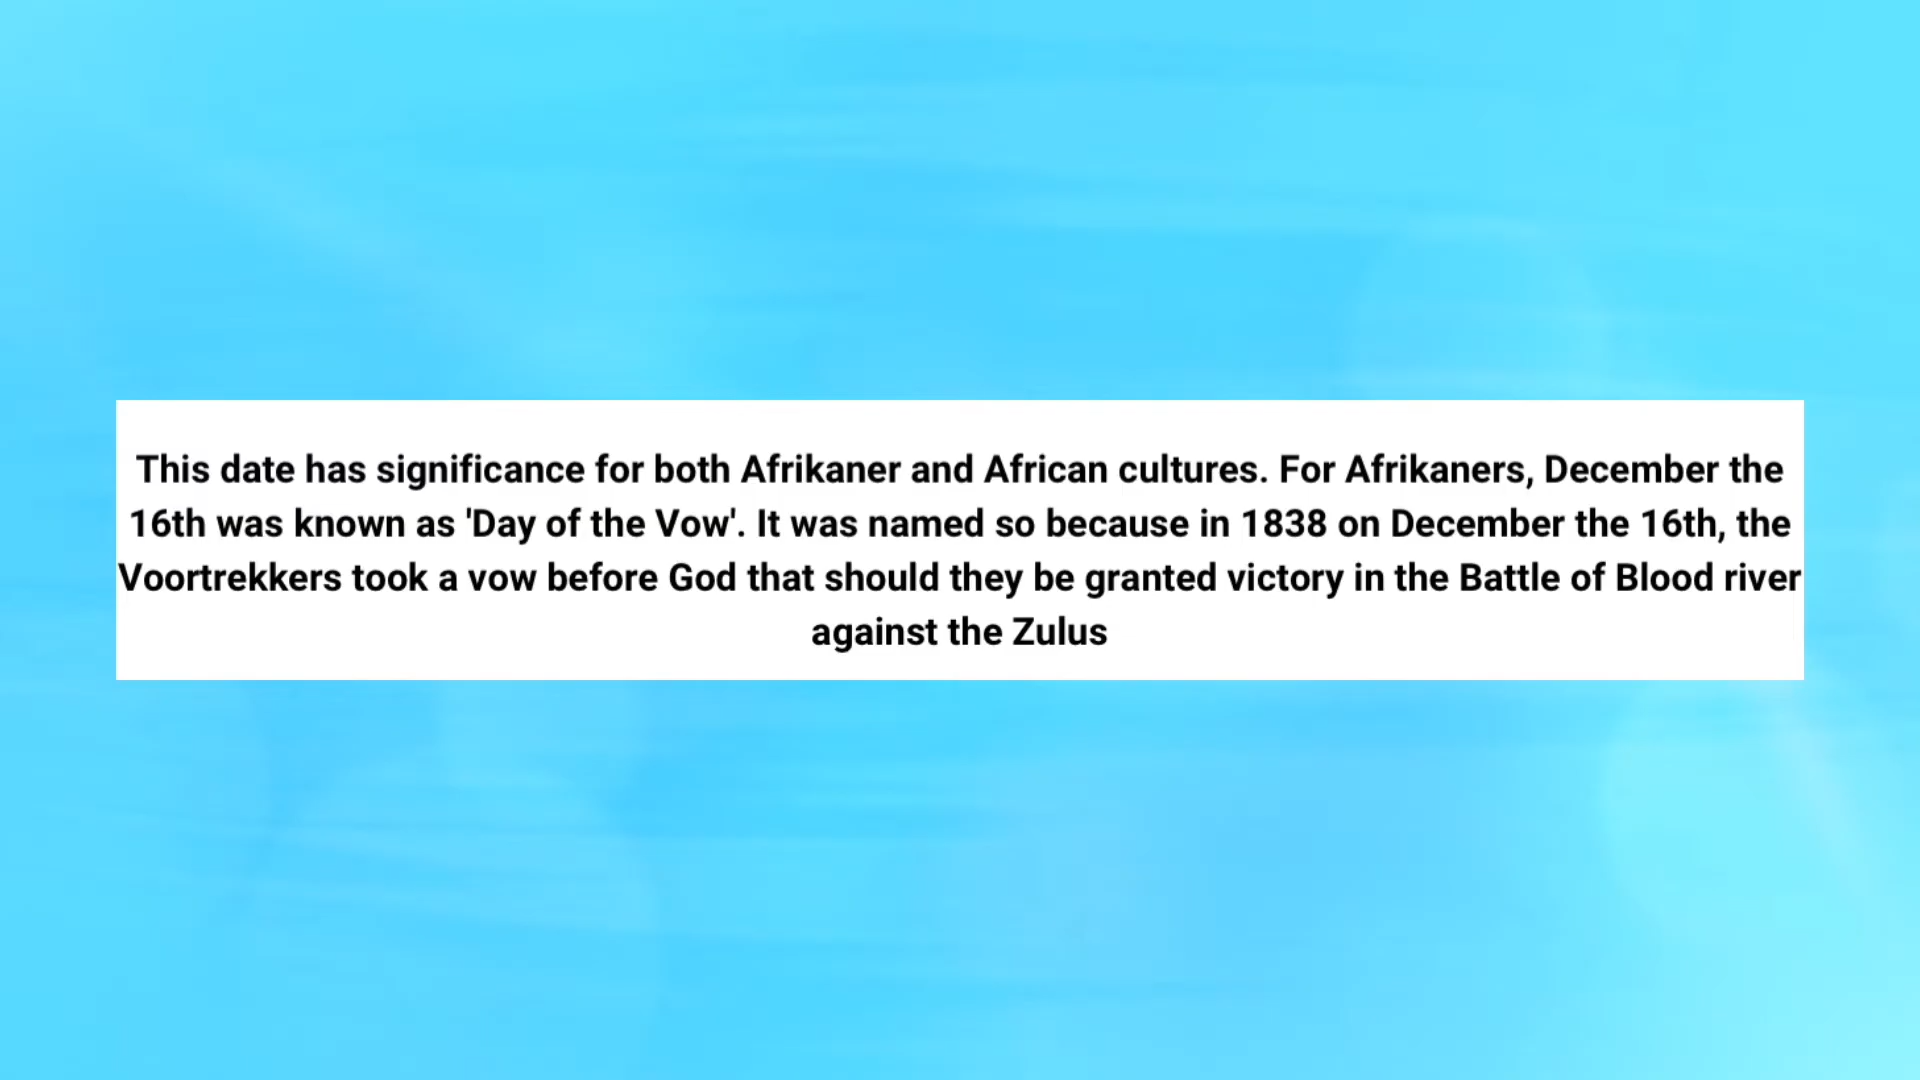 This date has significance for both Afrikaner and African cultures. For Afrikaners, December the
16th was known as 'Day of the Vow'. It was named so because in 1838 on December the 16th, the
Voortrekkers took a vow before God that should they be granted victory in the Battle of Blood river
against the Zulus